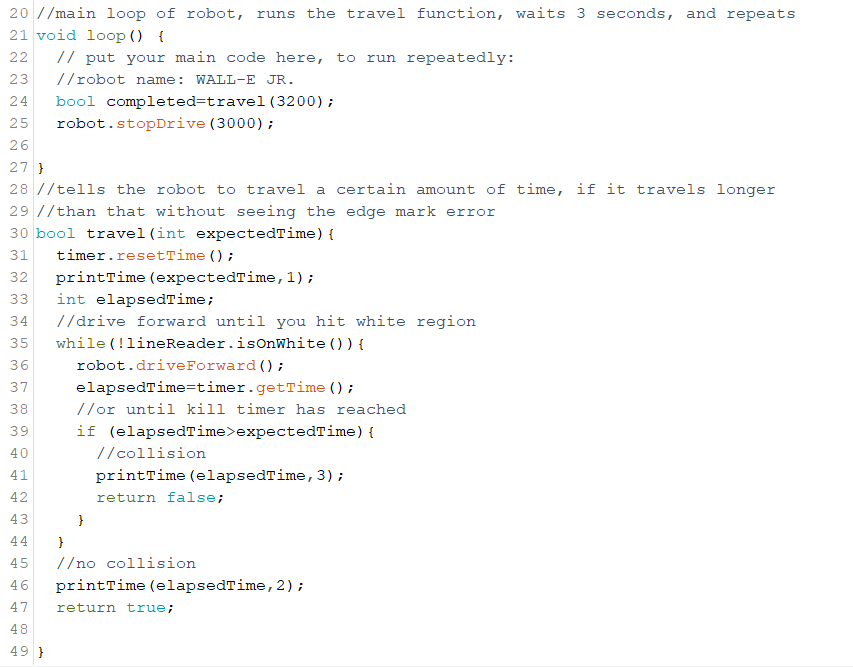 20 //main loop of robot, runs the travel function, waits 3 seconds, and repeats
21 void loop() {
22   // put your main code here, to run repeatedly:
23   //robot name: WALL-E JR.
24   bool completed=travel(3200);
25   robot.stopDrive(3000);
26
27 }
28 //tells the robot to travel a certain amount of time, if it travels longer
29 //than that without seeing the edge mark error
30 bool travel(int expectedTime){
31   timer.resetTime();
32   printTime(expectedTime,1);
33   int elapsedTime;
34   //drive forward until you hit white region
35   while(!lineReader.isOnWhite()){
36     robot.driveForward();
37     elapsedTime=timer.getTime();
38     //or until kill timer has reached
39     if (elapsedTime>expectedTime){
40       //collision
41       printTime(elapsedTime,3);
42       return false;
43     }
44   }
45   //no collision
46   printTime(elapsedTime,2);
47   return true;
48
49 }